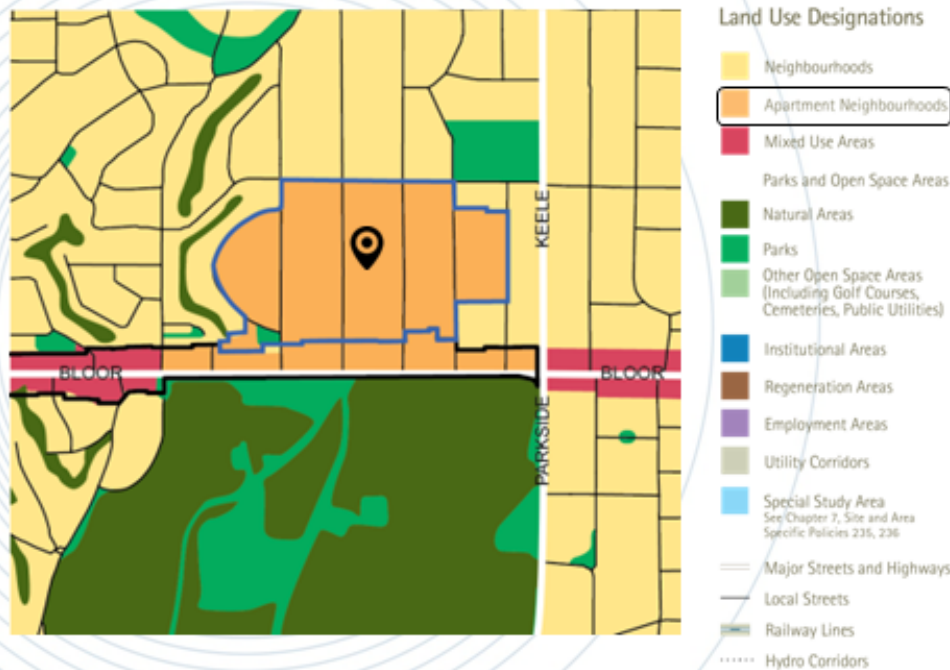 Land Use Designations
Neighbourhoods
Apartment Neighbourhoods
Mixed Use Areas
Parks and Open Space Areas
Natural Areas
Parks
Other Open Space Areas
(Including Golf Courses,
Cemeteries, Public Utilities)
Institutional Areas
Regeneration Areas
Employment Areas
Utility Corridors
Special Study Area
See Chapter 7, Site and Area
Specific Policies 235, 236
Major Streets and Highways
Local Streets
Railway Lines
Hydro Corridors
KEELE
BLOOR
BLOOR
PARKSIDE